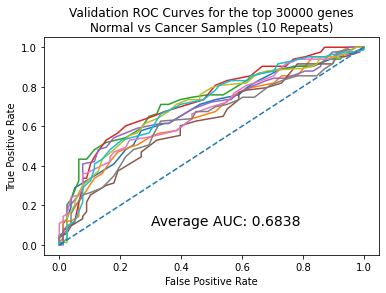 Validation ROC Curves for the top 30000 genes
Normal vs Cancer Samples (10 Repeats)
True Positive Rate
1.0
0.8
0.6
0.4
0.2
0.0
Average AUC: 0.6838
0.0 0.2 0.4 0.6 0.8 1.0
False Positive Rate